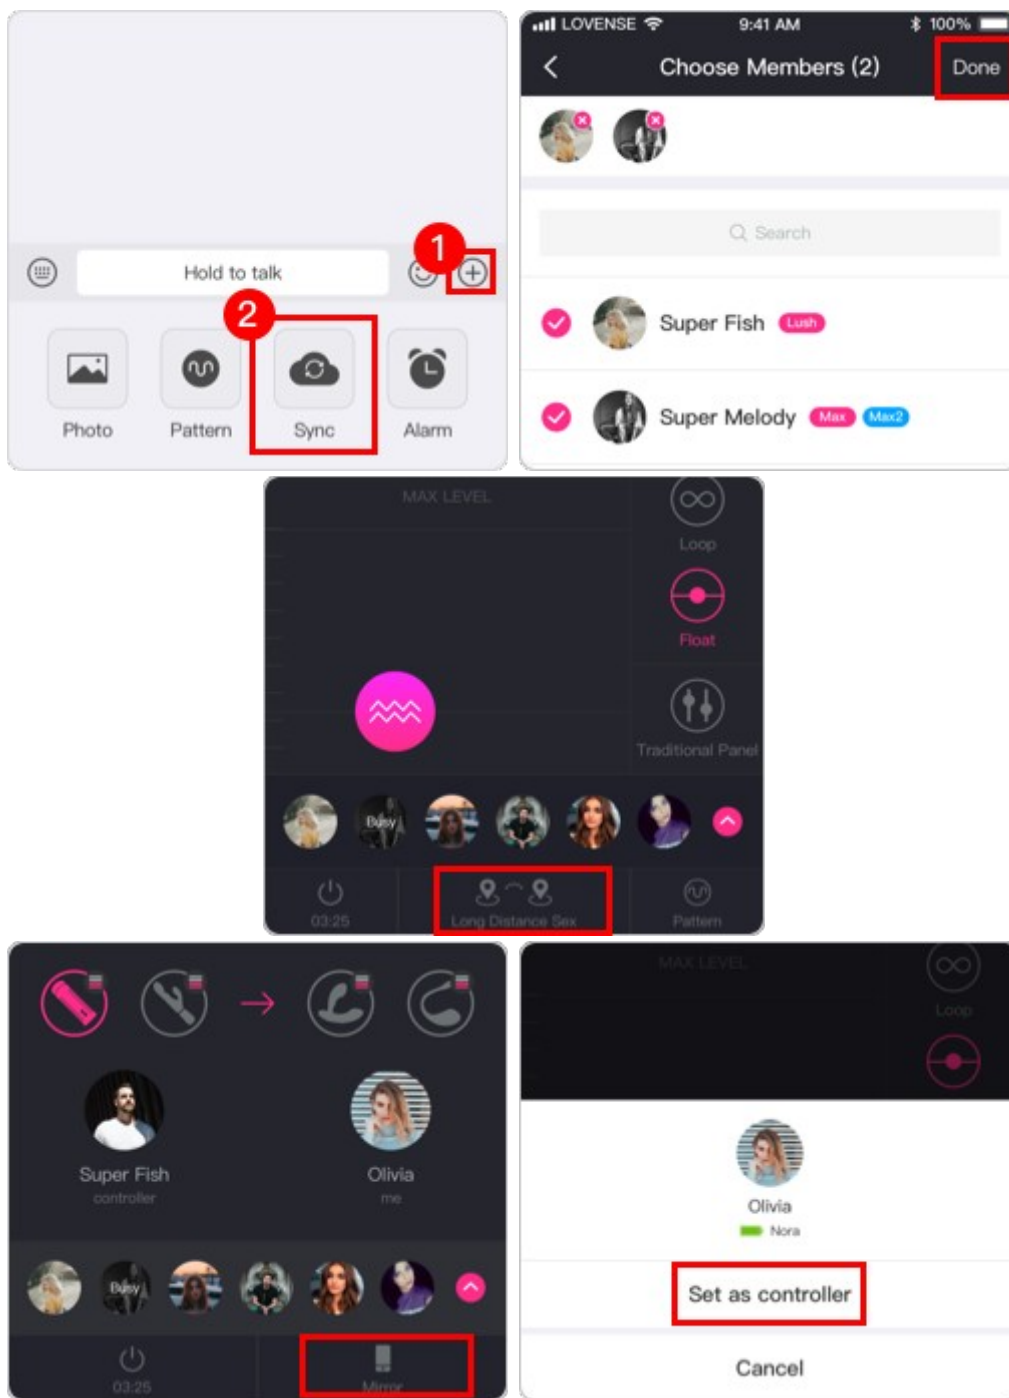 1
Hold to talk
2
Photo
Pattern
Sync
Alarm
LOVENSE
9:41 AM
100%
Choose Members (2)
Done
Search
Super Fish Lush
Super Melody Max Max2
MAX LEVEL
Loop
Float
Traditional Panel
Busy
03:25
Long Distance Sex
Pattern
Super Fish
controller
Olivia
me
Busy
03:25
Mirror
MAX LEVEL
Loop
Olivia
Nora
Set as controller
Cancel